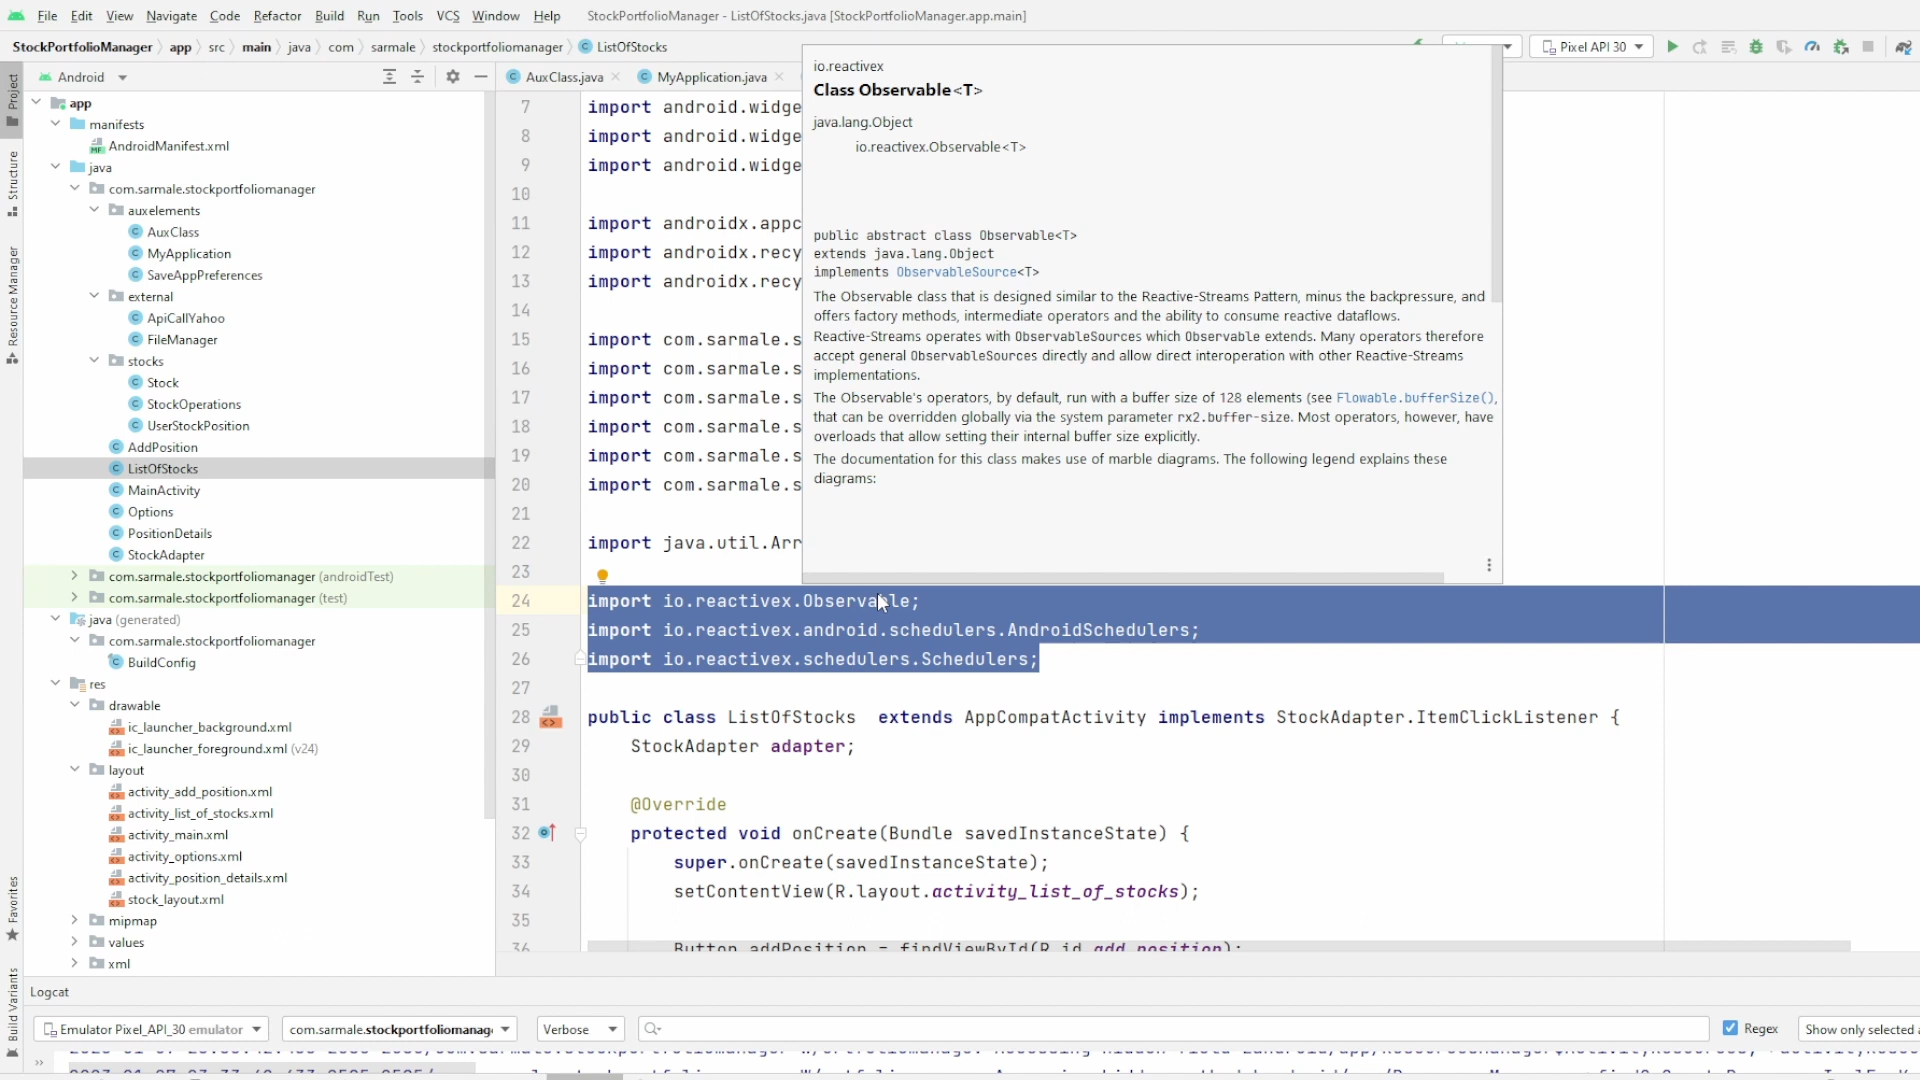 File Edit View Navigate Code Refactor Build Run Tools VCS Window Help StockPortfolioManager - ListOfStocks.java [StockPortfolioManager.app.main]
StockPortfolioManager app src main java com sarmale stockportfoliomanager ListOfStocks
Pixel API 30
Project
Structure
Resource Manager
Favorites
Build Variants
Android
AuxClass.java
MyApplication.java
app
manifests
AndroidManifest.xml
java
com.sarmale.stockportfoliomanager
auxelements
AuxClass
MyApplication
SaveAppPreferences
external
ApiCallYahoo
FileManager
stocks
Stock
StockOperations
UserStockPosition
AddPosition
ListOfStocks
MainActivity
Options
PositionDetails
StockAdapter
com.sarmale.stockportfoliomanager (androidTest)
com.sarmale.stockportfoliomanager (test)
java (generated)
com.sarmale.stockportfoliomanager
BuildConfig
res
drawable
ic_launcher_background.xml
ic_launcher_foreground.xml (v24)
layout
activity_add_position.xml
activity_list_of_stocks.xml
activity_main.xml
activity_options.xml
activity_position_details.xml
stock_layout.xml
mipmap
values
xml
7 import android.widge
8 import android.widge
9 import android.widge
10
11 import androidx.appc
12 import androidx.recy
13 import androidx.recy
14
15 import com.sarmale.s
16 import com.sarmale.s
17 import com.sarmale.s
18 import com.sarmale.s
19 import com.sarmale.s
20 import com.sarmale.s
21
22 import java.util.Arr
23
24 import io.reactivex.Observable;
25 import io.reactivex.android.schedulers.AndroidSchedulers;
26 import io.reactivex.schedulers.Schedulers;
27
28 public class ListOfStocks extends AppCompatActivity implements StockAdapter.ItemClickListener {
29 StockAdapter adapter;
30
31 @Override
32 protected void onCreate(Bundle savedInstanceState) {
33 super.onCreate(savedInstanceState);
34 setContentView(R.layout.activity_list_of_stocks);
35
36 Button addPosition = findViewById(R.id.add_position);
io.reactivex
Class Observable<T>
java.lang.Object
io.reactivex.Observable<T>
public abstract class Observable<T>
extends java.lang.Object
implements ObservableSource<T>
The Observable class that is designed similar to the Reactive-Streams Pattern, minus the backpressure, and
offers factory methods, intermediate operators and the ability to consume reactive dataflows.
Reactive-Streams operates with ObservableSources which Observable extends. Many operators therefore
accept general ObservableSources directly and allow direct interoperation with other Reactive-Streams
implementations.
The Observable's operators, by default, run with a buffer size of 128 elements (see Flowable.bufferSize(),
that can be overridden globally via the system parameter rx2.buffer-size. Most operators, however, have
overloads that allow setting their internal buffer size explicitly.
The documentation for this class makes use of marble diagrams. The following legend explains these
diagrams:
Logcat
Emulator Pixel_API_30 emulator com.sarmale.stockportfoliomanag Verbose Regex Show only selected a